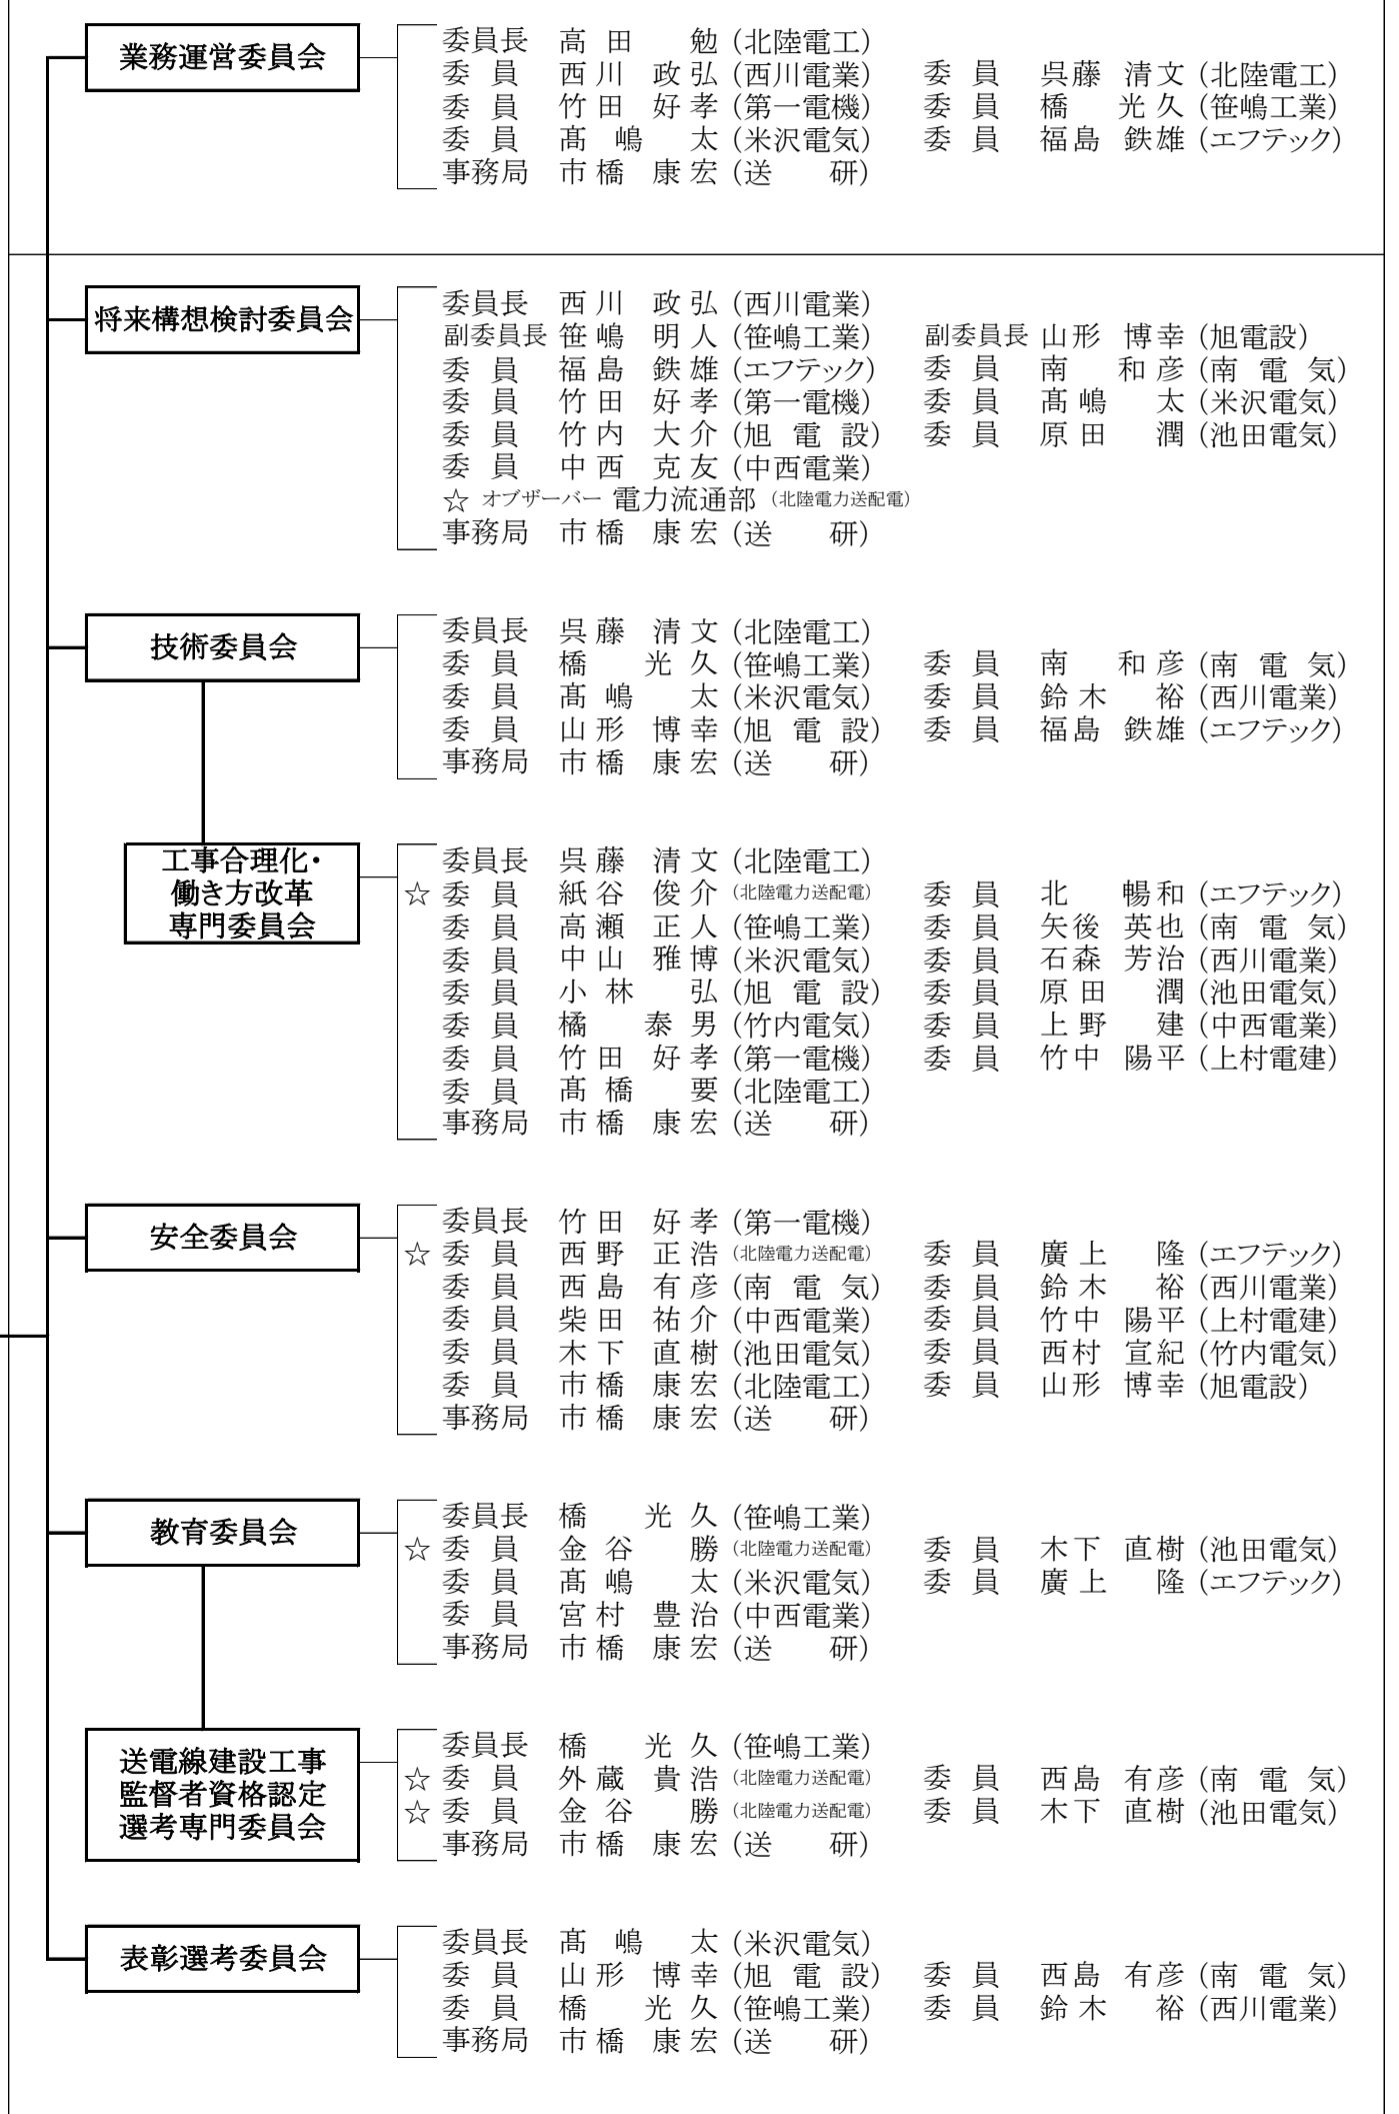 業務運営委員会
委員長 高田 勉 (北陸電工)
委員 西川 政弘 (西川電業) 委員 呉藤 清文 (北陸電工)
委員 竹田 好孝 (第一電機) 委員 橋 光久 (笹嶋工業)
委員 髙嶋 太 (米沢電気) 委員 福島 鉄雄 (エフテック)
事務局 市橋 康宏 (送 研)
将来構想検討委員会
委員長 西川 政弘 (西川電業)
副委員長 笹嶋 明人 (笹嶋工業) 副委員長 山形 博幸 (旭電設)
委員 福島 鉄雄 (エフテック) 委員 南 和彦 (南電気)
委員 竹田 好孝 (第一電機) 委員 髙嶋 太 (米沢電気)
委員 竹内 大介 (旭電設) 委員 原田 潤 (池田電気)
委員 中西 克友 (中西電業)
☆ オブザーバー 電力流通部 (北陸電力送配電)
事務局 市橋 康宏 (送 研)
技術委員会
委員長 呉藤 清文 (北陸電工)
委員 橋 光久 (笹嶋工業) 委員 南 和彦 (南電気)
委員 髙嶋 太 (米沢電気) 委員 鈴木 裕 (西川電業)
委員 山形 博幸 (旭電設) 委員 福島 鉄雄 (エフテック)
事務局 市橋 康宏 (送 研)
工事合理化・
働き方改革
専門委員会
委員長 呉藤 清文 (北陸電工)
☆ 委員 紙谷 俊介 (北陸電力送配電) 委員 北 暢和 (エフテック)
委員 高瀬 正人 (笹嶋工業) 委員 矢後 英也 (南電気)
委員 中山 雅博 (米沢電気) 委員 石森 芳治 (西川電業)
委員 小林 弘 (旭電設) 委員 原田 潤 (池田電気)
委員 橘 泰男 (竹内電気) 委員 上野 建 (中西電業)
委員 竹田 好孝 (第一電機) 委員 竹中 陽平 (上村電建)
委員 髙橋 要 (北陸電工)
事務局 市橋 康宏 (送 研)
安全委員会
委員長 竹田 好孝 (第一電機)
☆ 委員 西野 正浩 (北陸電力送配電) 委員 廣上 隆 (エフテック)
委員 西島 有彦 (南電気) 委員 鈴木 裕 (西川電業)
委員 柴田 祐介 (中西電業) 委員 竹中 陽平 (上村電建)
委員 木下 直樹 (池田電気) 委員 西村 宣紀 (竹内電気)
委員 市橋 康宏 (北陸電工) 委員 山形 博幸 (旭電設)
事務局 市橋 康宏 (送 研)
教育委員会
委員長 橋 光久 (笹嶋工業)
☆ 委員 金谷 勝 (北陸電力送配電) 委員 木下 直樹 (池田電気)
委員 髙嶋 太 (米沢電気) 委員 廣上 隆 (エフテック)
委員 宮村 豊治 (中西電業)
事務局 市橋 康宏 (送 研)
送電線建設工事
監督者資格認定
選考専門委員会
委員長 橋 光久 (笹嶋工業)
☆ 委員 外蔵 貴浩 (北陸電力送配電) 委員 西島 有彦 (南電気)
☆ 委員 金谷 勝 (北陸電力送配電) 委員 木下 直樹 (池田電気)
事務局 市橋 康宏 (送 研)
表彰選考委員会
委員長 髙嶋 太 (米沢電気)
委員 山形 博幸 (旭電設) 委員 西島 有彦 (南電気)
委員 橋 光久 (笹嶋工業) 委員 鈴木 裕 (西川電業)
事務局 市橋 康宏 (送 研)